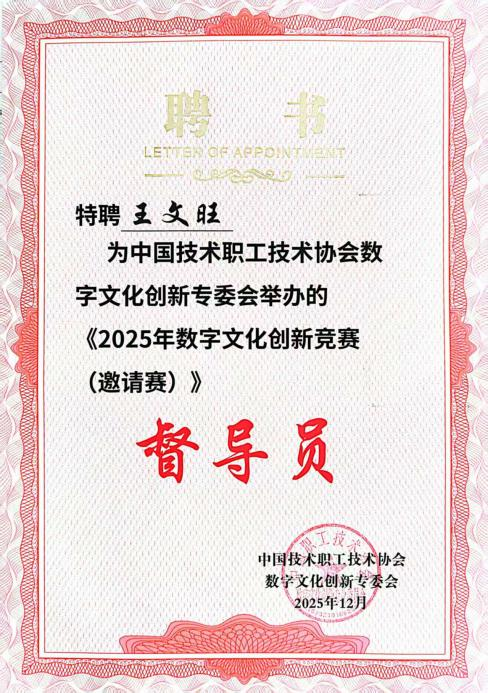 聘书
LETTER OF APPOINTMENT
特聘 王文旺
为中国技术职工技术协会数
字文化创新专委会举办的
《2025年数字文化创新竞赛
（邀请赛）》
督导员
中国技术职工技术协会
数字文化创新专委会
2025年12月